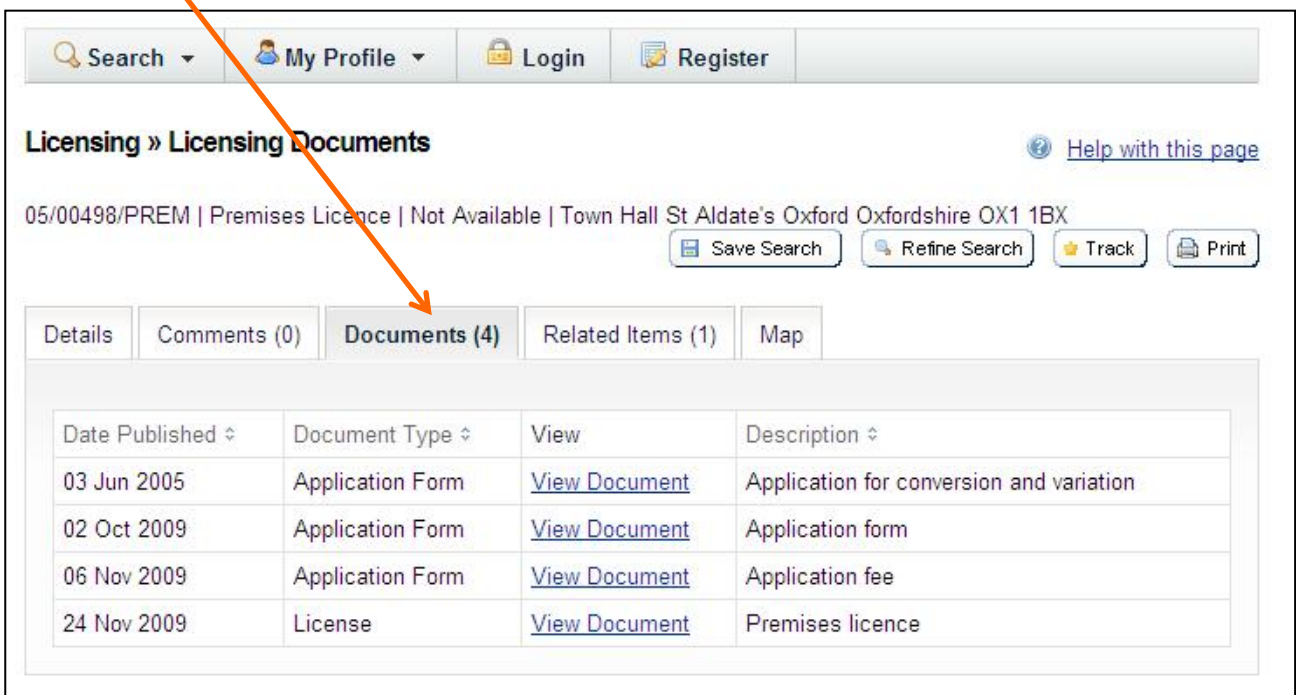 Search My Profile Login Register
Licensing » Licensing Documents
Help with this page
05/00498/PREM | Premises Licence | Not Available | Town Hall St Aldate's Oxford Oxfordshire OX1 1BX
Save Search Refine Search Track Print
Details Comments (0) Documents (4) Related Items (1) Map
Date Published Document Type View Description
03 Jun 2005 Application Form View Document Application for conversion and variation
02 Oct 2009 Application Form View Document Application form
06 Nov 2009 Application Form View Document Application fee
24 Nov 2009 License View Document Premises licence